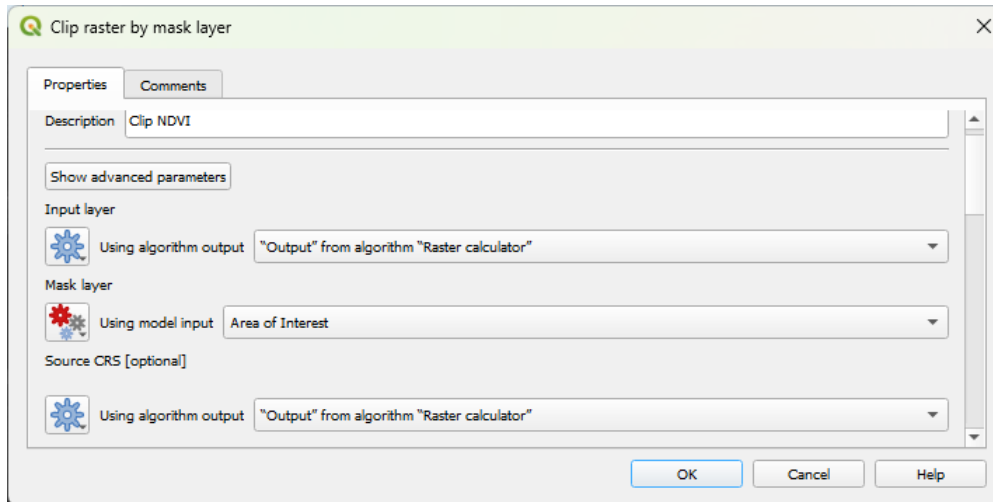 Clip raster by mask layer
Properties Comments
Description Clip NDVI
Show advanced parameters
Input layer
Using algorithm output "Output" from algorithm "Raster calculator"
Mask layer
Using model input Area of Interest
Source CRS [optional]
Using algorithm output "Output" from algorithm "Raster calculator"
OK Cancel Help